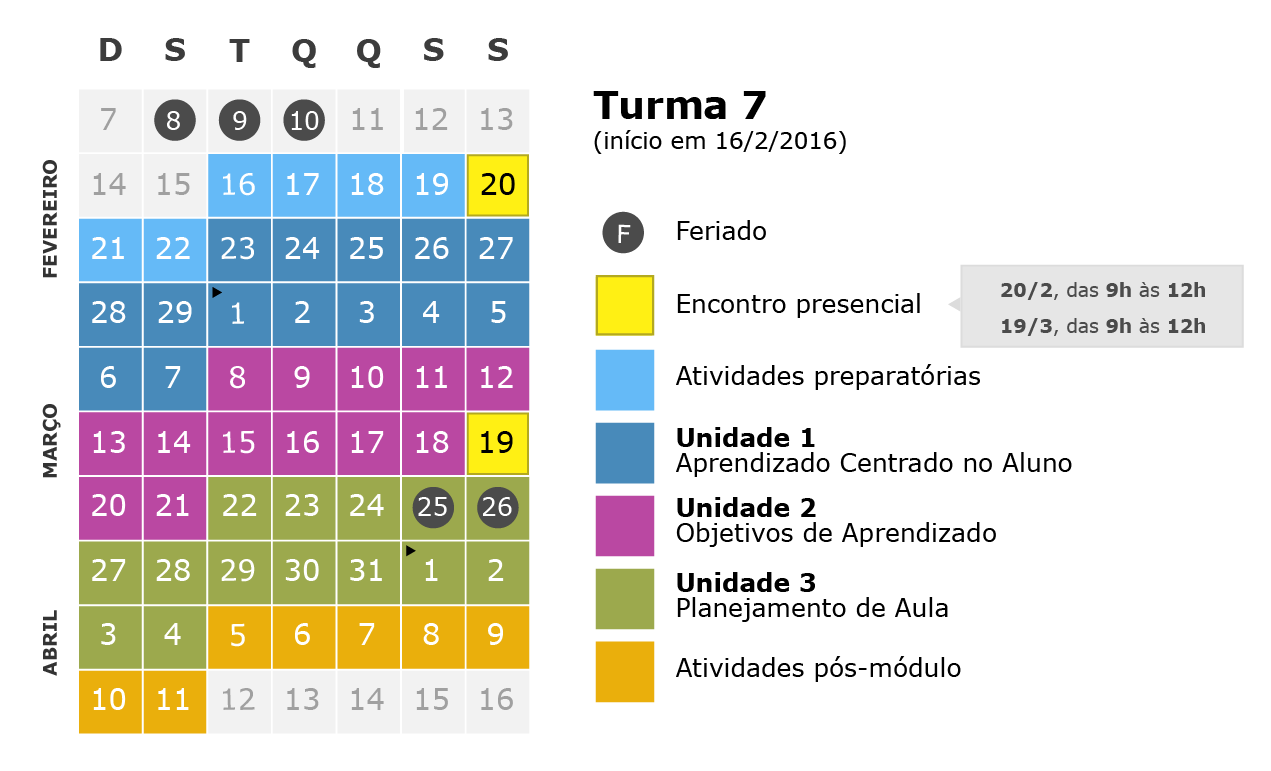 D S T Q Q S S
7 8 9 10 11 12 13
FEVEREIRO
14 15 16 17 18 19 20
21 22 23 24 25 26 27
28 29 1 2 3 4 5
MARÇO
6 7 8 9 10 11 12
13 14 15 16 17 18 19
20 21 22 23 24 25 26
27 28 29 30 31 1 2
ABRIL
3 4 5 6 7 8 9
10 11 12 13 14 15 16
Turma 7
(início em 16/2/2016)
F Feriado
Encontro presencial
20/2, das 9h às 12h
19/3, das 9h às 12h
Atividades preparatórias
Unidade 1
Aprendizado Centrado no Aluno
Unidade 2
Objetivos de Aprendizado
Unidade 3
Planejamento de Aula
Atividades pós-módulo